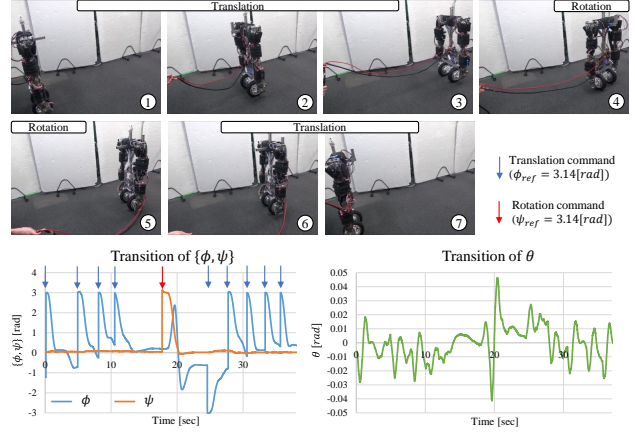 Translation
Rotation
1
2
3
4
Rotation
Translation
5
6
7
Translation command
(ϕ_ref = 3.14[rad])
Rotation command
(ψ_ref = 3.14[rad])
Transition of {ϕ, ψ}
4
3
2
1
0
-1
-2
-3
{ϕ, ψ} [rad]
0
20
30
ϕ
ψ
Time [sec]
Transition of θ
0.05
0.04
0.03
0.02
0.01
0
-0.01
-0.02
-0.03
-0.04
-0.05
θ [rad]
0
10
20
30
Time [sec]